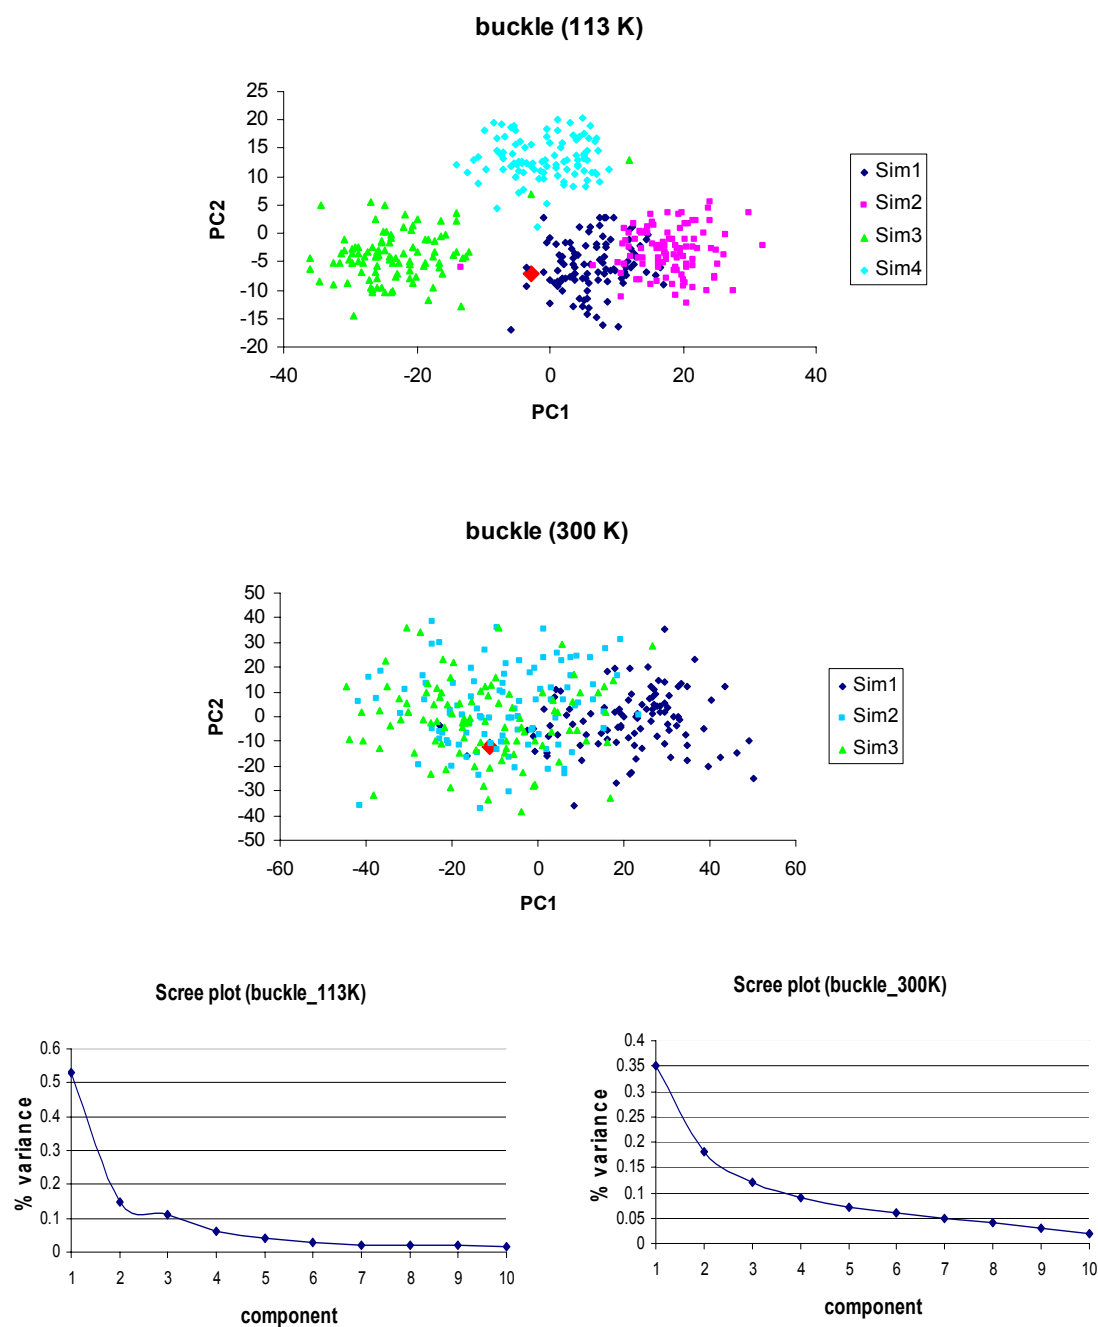 buckle (113 K)
25
20
15
10
5
0
-5
-10
-15
-20
PC2
-40 -20 0 20 40
PC1
Sim1
Sim2
Sim3
Sim4
buckle (300 K)
50
40
30
20
10
0
-10
-20
-30
-40
-50
PC2
-60 -40 -20 0 20 40 60
PC1
Sim1
Sim2
Sim3
Scree plot (buckle_113K)
0.6
0.5
0.4
0.3
0.2
0.1
0
% variance
1 2 3 4 5 6 7 8 9 10
component
Scree plot (buckle_300K)
0.4
0.35
0.3
0.25
0.2
0.15
0.1
0.05
0
% variance
1 2 3 4 5 6 7 8 9 10
component